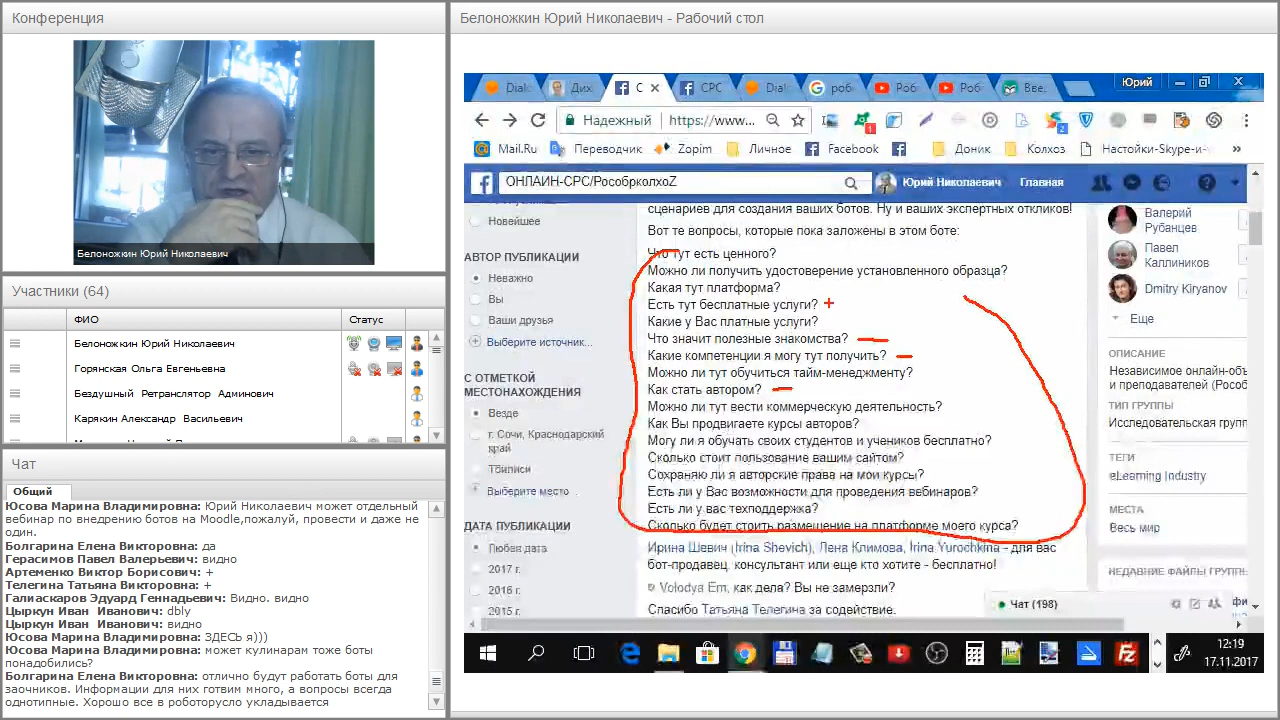 Конференция
Белоножкин Юрий Николаевич
Участники (64)
ФИО
Статус
Белоножкин Юрий Николаевич
Горянская Ольга Евгеньевна
Бездушный Ретранслятор Админович
Карякин Александр Васильевич
Чат
Общий
Юсова Марина Владимировна: Юрий Николаевич может отдельный
вебинар по внедрению ботов на Moodle,пожалуй, провести и даже не
один.
Болгарина Елена Викторовна: да
Герасимов Павел Валерьевич: видно
Артеменко Виктор Борисович: +
Телегина Татьяна Викторовна: +
Галиаскаров Эдуард Геннадьевич: Видно. видно
Цыркун Иван Иванович: dbly
Цыркун Иван Иванович: видно
Юсова Марина Владимировна: ЗДЕСЬ я)))
Юсова Марина Владимировна: может кулинарам тоже боты
понадобились?
Болгарина Елена Викторовна: отлично будут работать боты для
заочников. Информации для них готвим много, а вопросы всегда
однотипные. Хорошо все в роботорусло укладывается
Белоножкин Юрий Николаевич - Рабочий стол
Dialo
Дих
С
СРС
Dialo
роб
Роб
Роб
Вве
Юрий
Надежный
https://www...
1
2
Mail.Ru
Переводчик
Zopim
Личное
Facebook
Доник
Колхоз
Настойки-Skype-и-
»
ОНЛАЙН-СРС/РособрколхоZ
Юрий Николаевич
Главная
Новейшее
АВТОР ПУБЛИКАЦИИ
Неважно
Вы
Ваши друзья
Выберите источник...
С ОТМЕТКОЙ
МЕСТОНАХОЖДЕНИЯ
Везде
г. Сочи, Краснодарский
край
Тбилиси
Выберите место
ДАТА ПУБЛИКАЦИИ
Любая дата
2017 г.
2016 г.
2015 г.
сценариев для создания ваших ботов. Ну и ваших экспертных откликов!
Вот те вопросы, которые пока заложены в этом боте:
Что тут есть ценного?
Можно ли получить удостоверение установленного образца?
Какая тут платформа?
Есть тут бесплатные услуги? +
Какие у Вас платные услуги?
Что значит полезные знакомства?
Какие компетенции я могу тут получить?
Можно ли тут обучиться тайм-менеджменту?
Как стать автором?
Можно ли тут вести коммерческую деятельность?
Как Вы продвигаете курсы авторов?
Могу ли я обучать своих студентов и учеников бесплатно?
Сколько стоит пользование вашим сайтом?
Сохраняю ли я авторские права на мои курсы?
Есть ли у Вас возможности для проведения вебинаров?
Есть ли у вас техподдержка?
Сколько будет стоить размещение на платформе моего курса?
Ирина Шевич (Irina Shevich), Лена Климова, Irina Yurochkina - для вас
бот-продавец, консультант или еще кто хотите - бесплатно!
Volodya Em, как дела? Вы не замерзли?
Спасибо Татьяна Телегина за содействие.
Валерий
Рубанцев
Павел
Калликиников
Dmitry Kiryanov
Еще
ОПИСАНИЕ
Независимое онлайн-об
и преподавателей (Рособ
ТИП ГРУППЫ
Исследовательская групп
ТЕГИ
eLearning Industry
МЕСТА
Весь мир
НЕДАВНИЕ ФАЙЛЫ ГРУППЬ
Чат (198)
12:19
17.11.2017